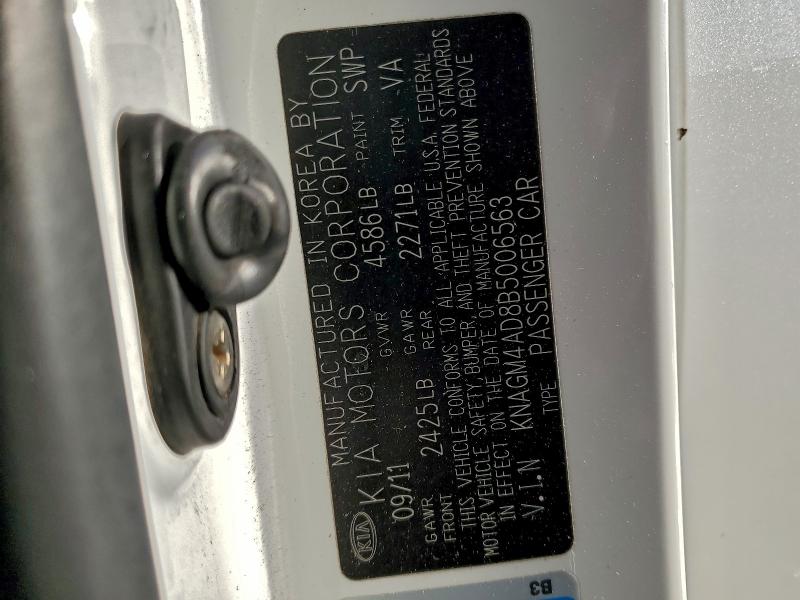 MANUFACTURED IN KOREA BY
KIA KIA MOTORS CORPORATION
09/11 GVWR 4586LB PAINT SWP
GAWR FRONT 2425LB GAWR REAR 2271LB TRIM VA
THIS VEHICLE CONFORMS TO ALL APPLICABLE U.S.A. FEDERAL
MOTOR VEHICLE SAFETY BUMPER, AND THEFT PREVENTION STANDARDS
IN EFFECT ON THE DATE OF MANUFACTURE SHOWN ABOVE
V.I.N KNAGM4AD8B5006563
TYPE PASSENGER CAR
B3